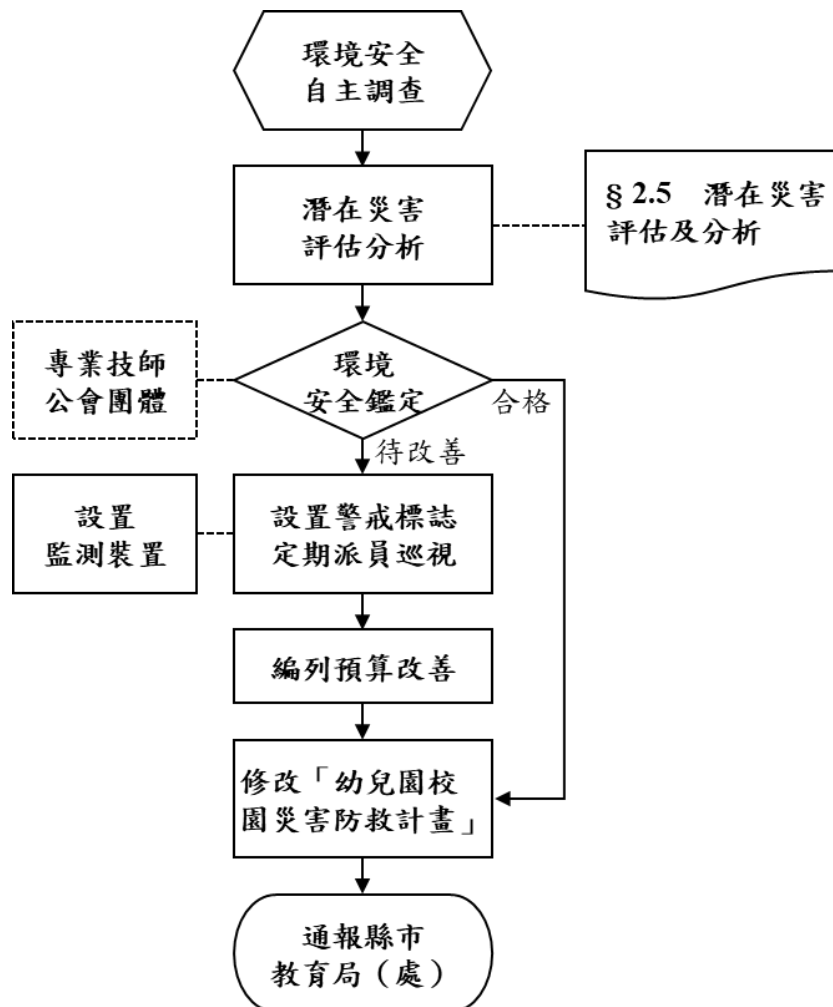 環境安全
自主調查
潛在災害
評估分析
§ 2.5　潛在災害
評估及分析
專業技師
公會團體
環境
安全鑑定
合格
待改善
設置
監測裝置
設置警戒標誌
定期派員巡視
編列預算改善
修改「幼兒園校
園災害防救計畫」
通報縣市
教育局（處）